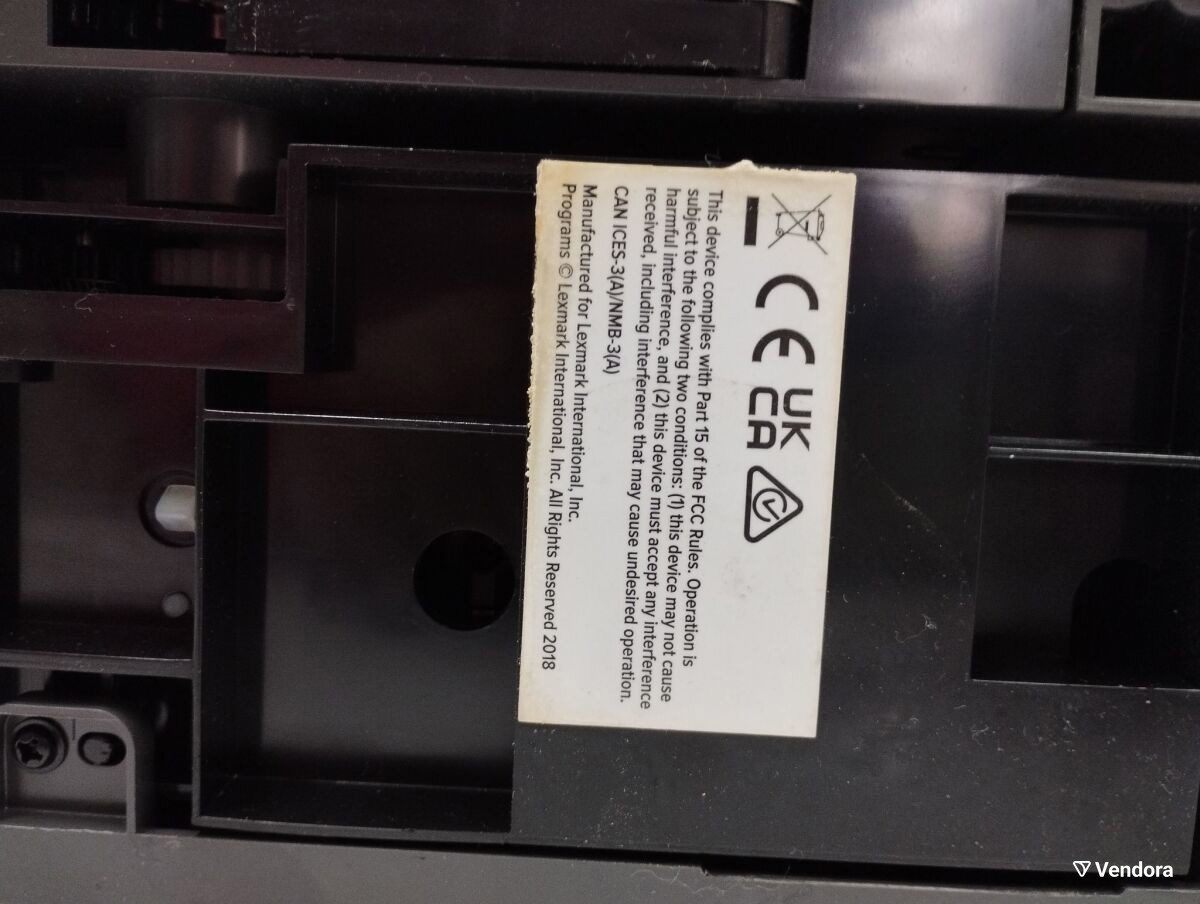 CE UK CA
This device complies with Part 15 of the FCC Rules. Operation is
subject to the following two conditions: (1) this device may not cause
harmful interference, and (2) this device must accept any interference
received, including interference that may cause undesired operation.
CAN ICES-3(A)/NMB-3(A)
Manufactured for Lexmark International, Inc.
Programs © Lexmark International, Inc. All Rights Reserved 2018
Vendora